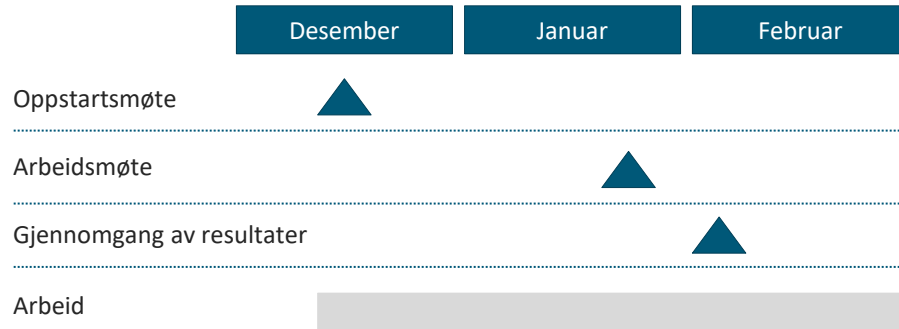 Desember Januar Februar
Oppstartsmøte
Arbeidsmøte
Gjennomgang av resultater
Arbeid